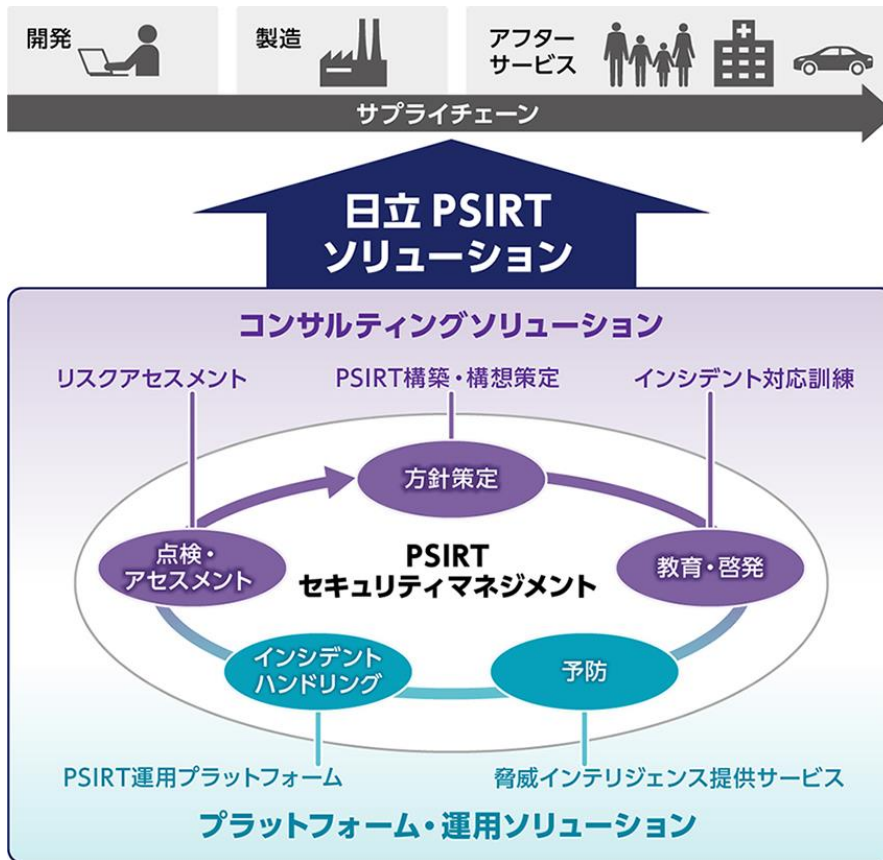 開発
製造
アフター
サービス
サプライチェーン
日立 PSIRT
ソリューション
コンサルティングソリューション
リスクアセスメント
PSIRT構築・構想策定
インシデント対応訓練
方針策定
点検・
アセスメント
PSIRT
セキュリティマネジメント
教育・啓発
インシデント
ハンドリング
予防
PSIRT運用プラットフォーム
脅威インテリジェンス提供サービス
プラットフォーム・運用ソリューション